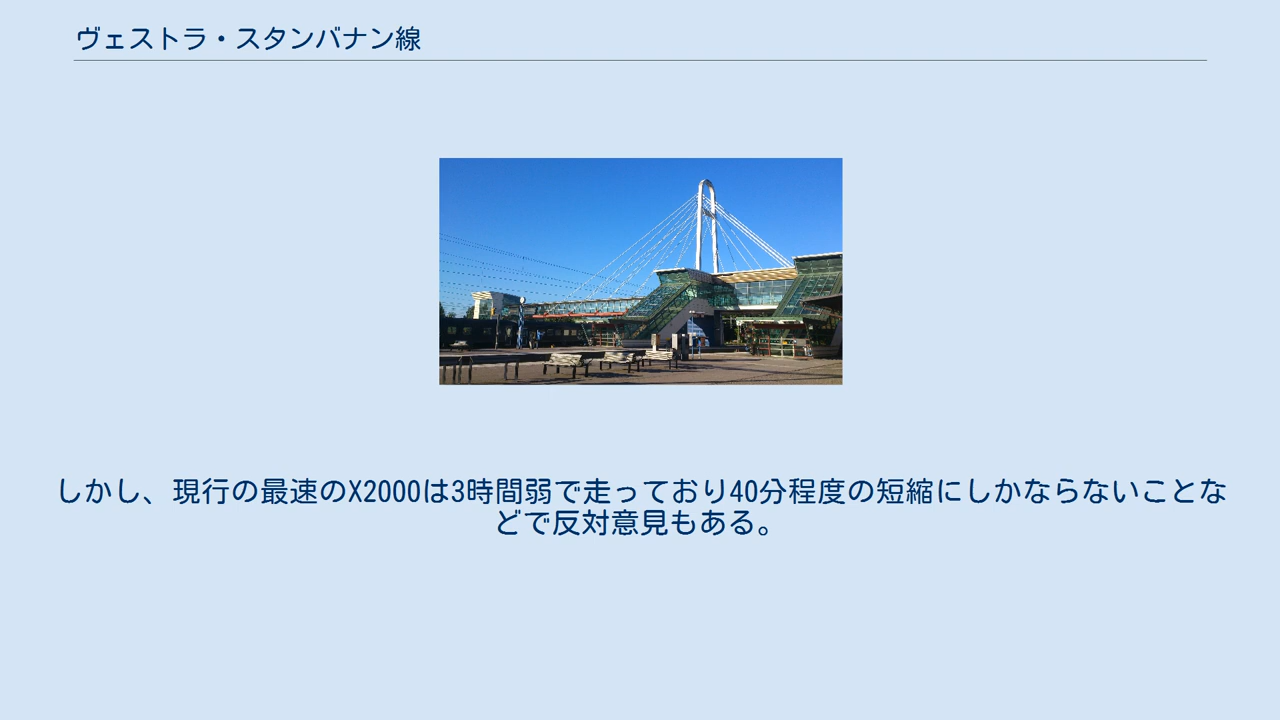 ヴェストラ・スタンバナン線
しかし、現行の最速のX2000は3時間弱で走っており40分程度の短縮にしかならないことな
どで反対意見もある。